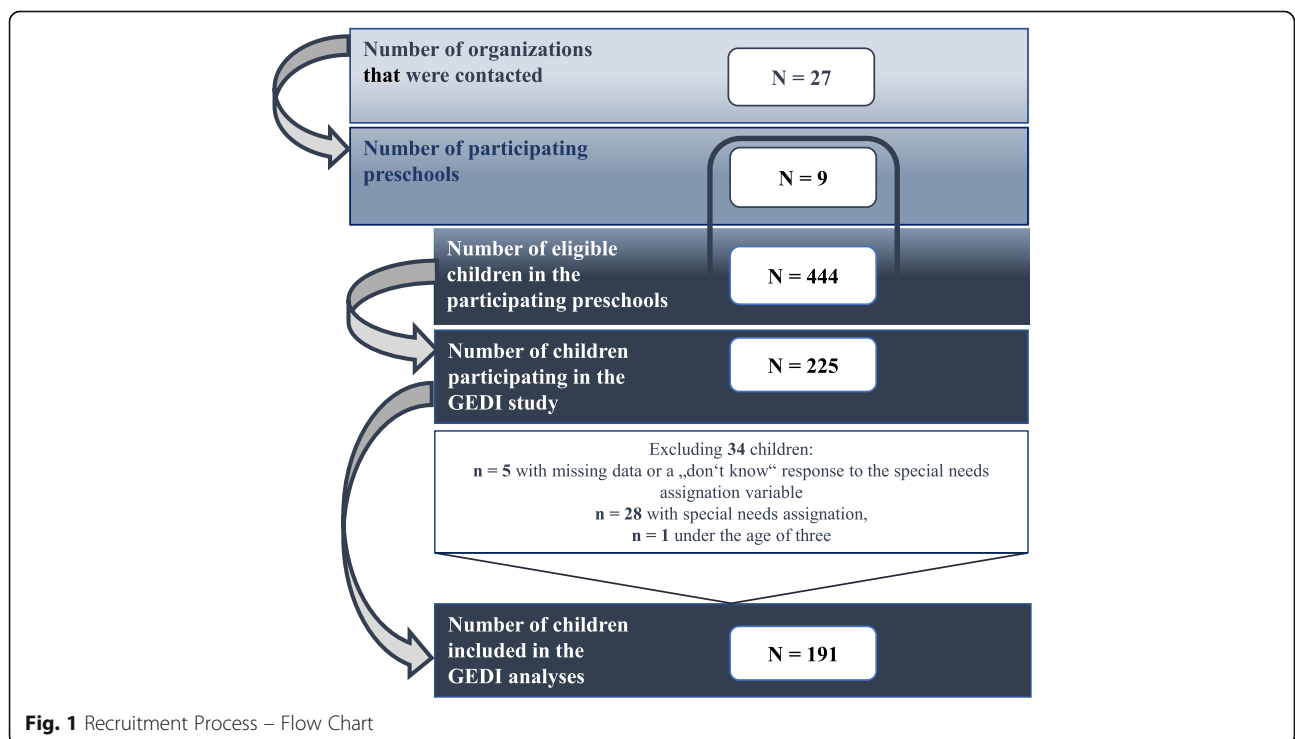 Number of organizations
that were contacted
N = 27
Number of participating
preschools
N = 9
Number of eligible
children in the
participating preschools
N = 444
Number of children
participating in the
GEDI study
N = 225
Excluding 34 children:
n = 5 with missing data or a „don‘t know“ response to the special needs
assignation variable
n = 28 with special needs assignation,
n = 1 under the age of three
Number of children
included in the
GEDI analyses
N = 191
Fig. 1 Recruitment Process – Flow Chart